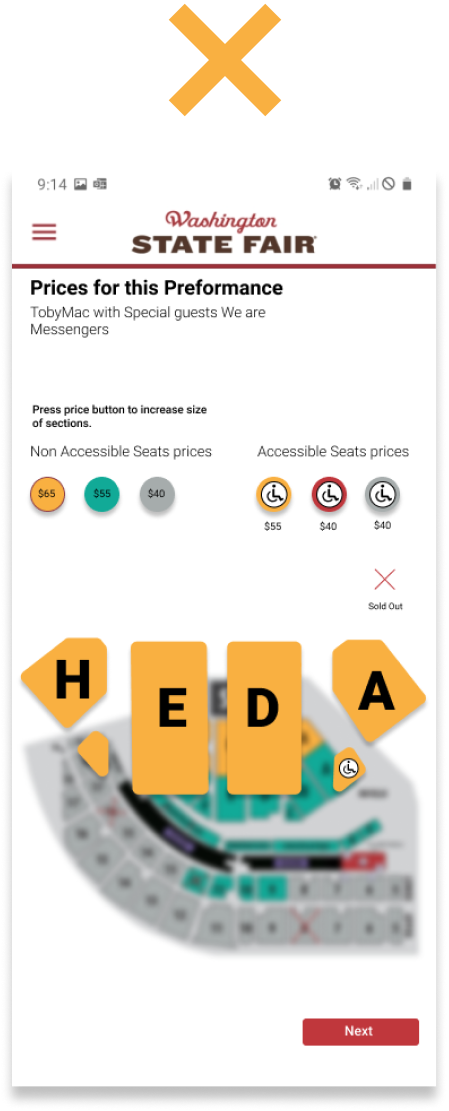 9:14
Washington
STATE FAIR
Prices for this Preformance
TobyMac with Special guests We are
Messengers
Press price button to increase size
of sections.
Non Accessible Seats prices
Accessible Seats prices
$65 $55 $40
$55 $40 $40
Sold Out
H E D A
Next